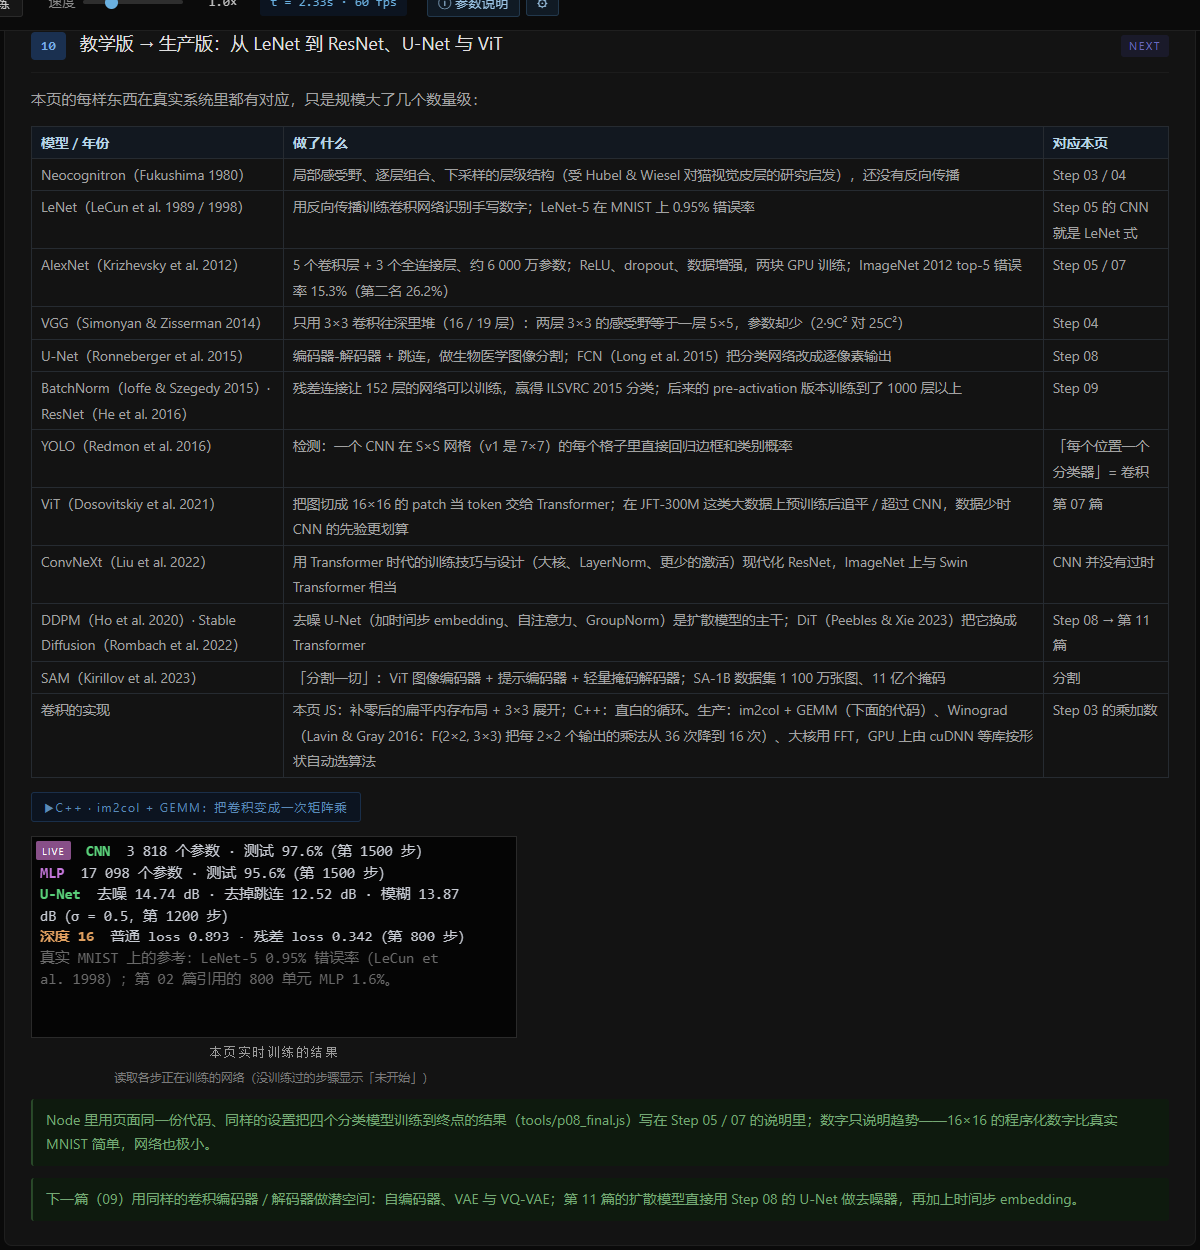 练 速度 1.0x t = 2.33s · 60 fps ⓘ 参数说明 ⚙
10 教学版 → 生产版：从 LeNet 到 ResNet、U-Net 与 ViT NEXT
本页的每样东西在真实系统里都有对应，只是规模大了几个数量级：
模型 / 年份 做了什么 对应本页
Neocognitron（Fukushima 1980） 局部感受野、逐层组合、下采样的层级结构（受 Hubel & Wiesel 对猫视觉皮层的研究启发），还没有反向传播 Step 03 / 04
LeNet（LeCun et al. 1989 / 1998） 用反向传播训练卷积网络识别手写数字；LeNet-5 在 MNIST 上 0.95% 错误率 Step 05 的 CNN
就是 LeNet 式
AlexNet（Krizhevsky et al. 2012） 5 个卷积层 + 3 个全连接层、约 6 000 万参数；ReLU、dropout、数据增强，两块 GPU 训练；ImageNet 2012 top-5 错误 Step 05 / 07
率 15.3%（第二名 26.2%）
VGG（Simonyan & Zisserman 2014） 只用 3×3 卷积往深里堆（16 / 19 层）：两层 3×3 的感受野等于一层 5×5，参数却少（2·9C² 对 25C²） Step 04
U-Net（Ronneberger et al. 2015） 编码器-解码器 + 跳连，做生物医学图像分割；FCN（Long et al. 2015）把分类网络改成逐像素输出 Step 08
BatchNorm（Ioffe & Szegedy 2015）· 残差连接让 152 层的网络可以训练，赢得 ILSVRC 2015 分类；后来的 pre-activation 版本训练到了 1000 层以上 Step 09
ResNet（He et al. 2016）
YOLO（Redmon et al. 2016） 检测：一个 CNN 在 S×S 网格（v1 是 7×7）的每个格子里直接回归边框和类别概率 「每个位置一个
分类器」= 卷积
ViT（Dosovitskiy et al. 2021） 把图切成 16×16 的 patch 当 token 交给 Transformer；在 JFT-300M 这类大数据上预训练后追平 / 超过 CNN，数据少时 第 07 篇
CNN 的先验更划算
ConvNeXt（Liu et al. 2022） 用 Transformer 时代的训练技巧与设计（大核、LayerNorm、更少的激活）现代化 ResNet，ImageNet 上与 Swin CNN 并没有过时
Transformer 相当
DDPM（Ho et al. 2020）· Stable 去噪 U-Net（加时间步 embedding、自注意力、GroupNorm）是扩散模型的主干；DiT（Peebles & Xie 2023）把它换成 Step 08 → 第 11
Diffusion（Rombach et al. 2022） Transformer 篇
SAM（Kirillov et al. 2023） 「分割一切」：ViT 图像编码器 + 提示编码器 + 轻量掩码解码器；SA-1B 数据集 1 100 万张图、11 亿个掩码 分割
卷积的实现 本页 JS：补零后的扁平内存布局 + 3×3 展开；C++：直白的循环。生产：im2col + GEMM（下面的代码）、Winograd Step 03 的乘加数
（Lavin & Gray 2016：F(2×2, 3×3) 把每 2×2 个输出的乘法从 36 次降到 16 次）、大核用 FFT，GPU 上由 cuDNN 等库按形
状自动选算法
▶C++ · im2col + GEMM：把卷积变成一次矩阵乘
LIVE CNN 3 818 个参数 · 测试 97.6% (第 1500 步)
MLP 17 098 个参数 · 测试 95.6% (第 1500 步)
U-Net 去噪 14.74 dB · 去掉跳连 12.52 dB · 模糊 13.87
dB (σ = 0.5, 第 1200 步)
深度 16 普通 loss 0.893 · 残差 loss 0.342 (第 800 步)
真实 MNIST 上的参考：LeNet-5 0.95% 错误率（LeCun et
al. 1998）；第 02 篇引用的 800 单元 MLP 1.6%。
本页实时训练的结果
读取各步正在训练的网络（没训练过的步骤显示「未开始」）
Node 里用页面同一份代码、同样的设置把四个分类模型训练到终点的结果（tools/p08_final.js）写在 Step 05 / 07 的说明里；数字只说明趋势——16×16 的程序化数字比真实
MNIST 简单，网络也极小。
下一篇（09）用同样的卷积编码器 / 解码器做潜空间：自编码器、VAE 与 VQ-VAE；第 11 篇的扩散模型直接用 Step 08 的 U-Net 做去噪器，再加上时间步 embedding。